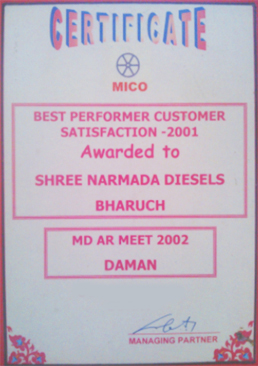 CERTIFICATE
MICO
BEST PERFORMER CUSTOMER
SATISFACTION -2001
Awarded to
SHREE NARMADA DIESELS
BHARUCH
MD AR MEET 2002
DAMAN
MANAGING PARTNER